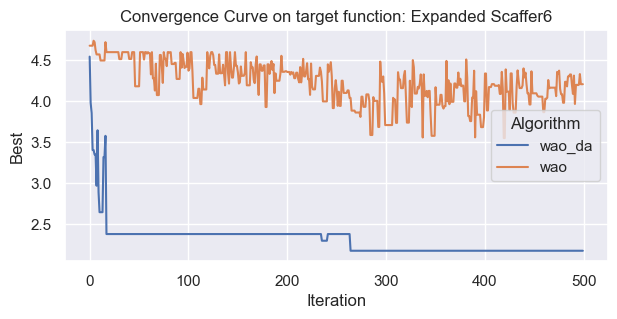 Convergence Curve on target function: Expanded Scaffer6
4.5
4.0
3.5
3.0
2.5
Best
0 100 200 300 400 500
Iteration
Algorithm
wao_da
wao